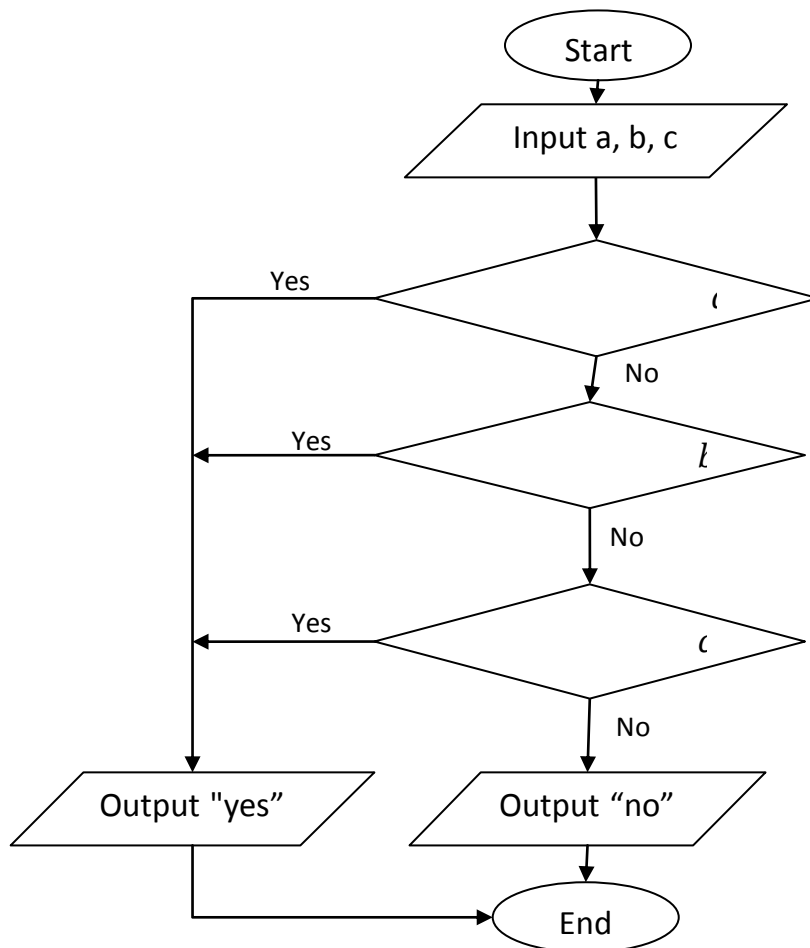 Start
Input a, b, c
Yes
No
Yes
b
No
Yes
No
Output "yes”
Output “no”
End